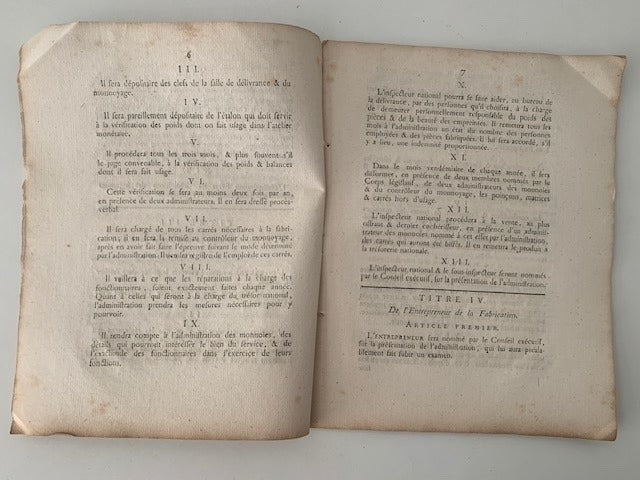 6
III.
Il sera dépositaire des clefs de la salle de délivrance & du
monnoyage.
IV.
Il sera pareillement dépositaire de l'étalon qui doit servir
à la vérification des poids dont on fait usage dans l'atelier
monétaire.
V.
Il procédera tous les trois mois, & plus souvent s'il
le juge convenable, à la vérification des poids & balances
dont il sera fait usage.
VI.
Cette vérification se fera au moins deux fois par an,
en présence de deux administrateurs. Il en sera dressé procès-
verbal.
VII.
Il sera chargé de tous les carrés nécessaires à la fabri-
cation; il en fera la remise au contrôleur du monnoyage,
après en avoir fait faire l'épreuve suivant le mode déterminé
par l'administration. Il tiendra registre de l'emploi de ces carrés.
VIII.
Il veillera à ce que les réparations à la charge des
fonctionnaires, soient exactement faites chaque année.
Quant à celles qui seront à la charge du trésor national,
l'administration prendra les mesures nécessaires pour y
pourvoir.
IX.
Il rendra compte à l'administration des monnoies, des
détails qui pourront intéresser le bien du service, & de
l'exactitude des fonctionnaires dans l'exercice de leurs
fonctions.
7
X.
L'inspecteur national pourra se faire aider, au bureau de
la délivrance, par des personnes qu'il choisira, à la charge
de demeurer personnellement responsable du poids des
pièces & de la beauté des empreintes. Il remettra tous les
mois à l'administration un état du nombre des personnes
employées & des pièces fabriquées. Il lui sera accordé, s'il
y a lieu, une indemnité proportionnée.
XI.
Dans le mois vendémiaire de chaque année, il fera
difformer, en présence de deux membres nommés par le
Corps législatif, de deux administrateurs des monnoies
& du contrôleur du monnoyage, les poinçons, matrices
& carrés hors d'usage.
XII.
L'inspecteur national procédera à la vente, au plus
offrant & dernier enchérisseur, en présence d'un adminis-
trateur des monnoies nommé à cet effet par l'administration,
des carrés qui auront été biffés. Il en remettra le produit à
la trésorerie nationale.
XIII.
L'inspecteur national & le sous-inspecteur seront nommés
par le Conseil exécutif, sur la présentation de l'administration.
TITRE IV.
De l'Entrepreneur de la Fabrication.
ARTICLE PREMIER.
L'ENTREPRENEUR sera nommé par le Conseil exécutif,
sur la présentation de l'administration, qui lui aura préala-
blement fait subir un examen.